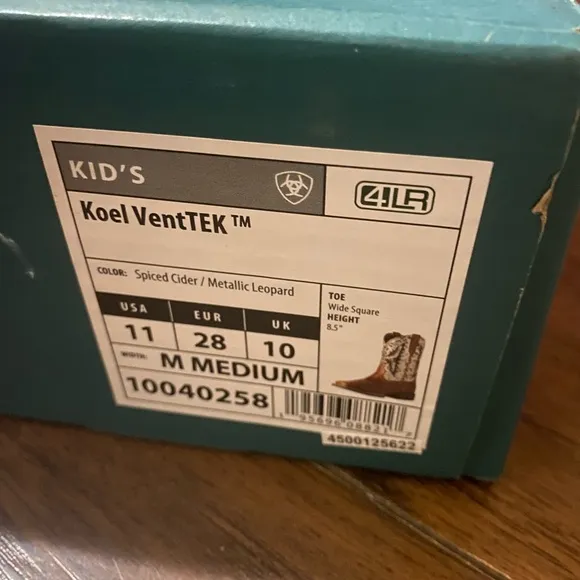 KID'S
4LR
Koel VentTEK™
COLOR: Spiced Cider / Metallic Leopard
USA EUR UK
11 28 10
WIDTH: M MEDIUM
10040258
TOE
Wide Square
HEIGHT
8.5"
4500125622